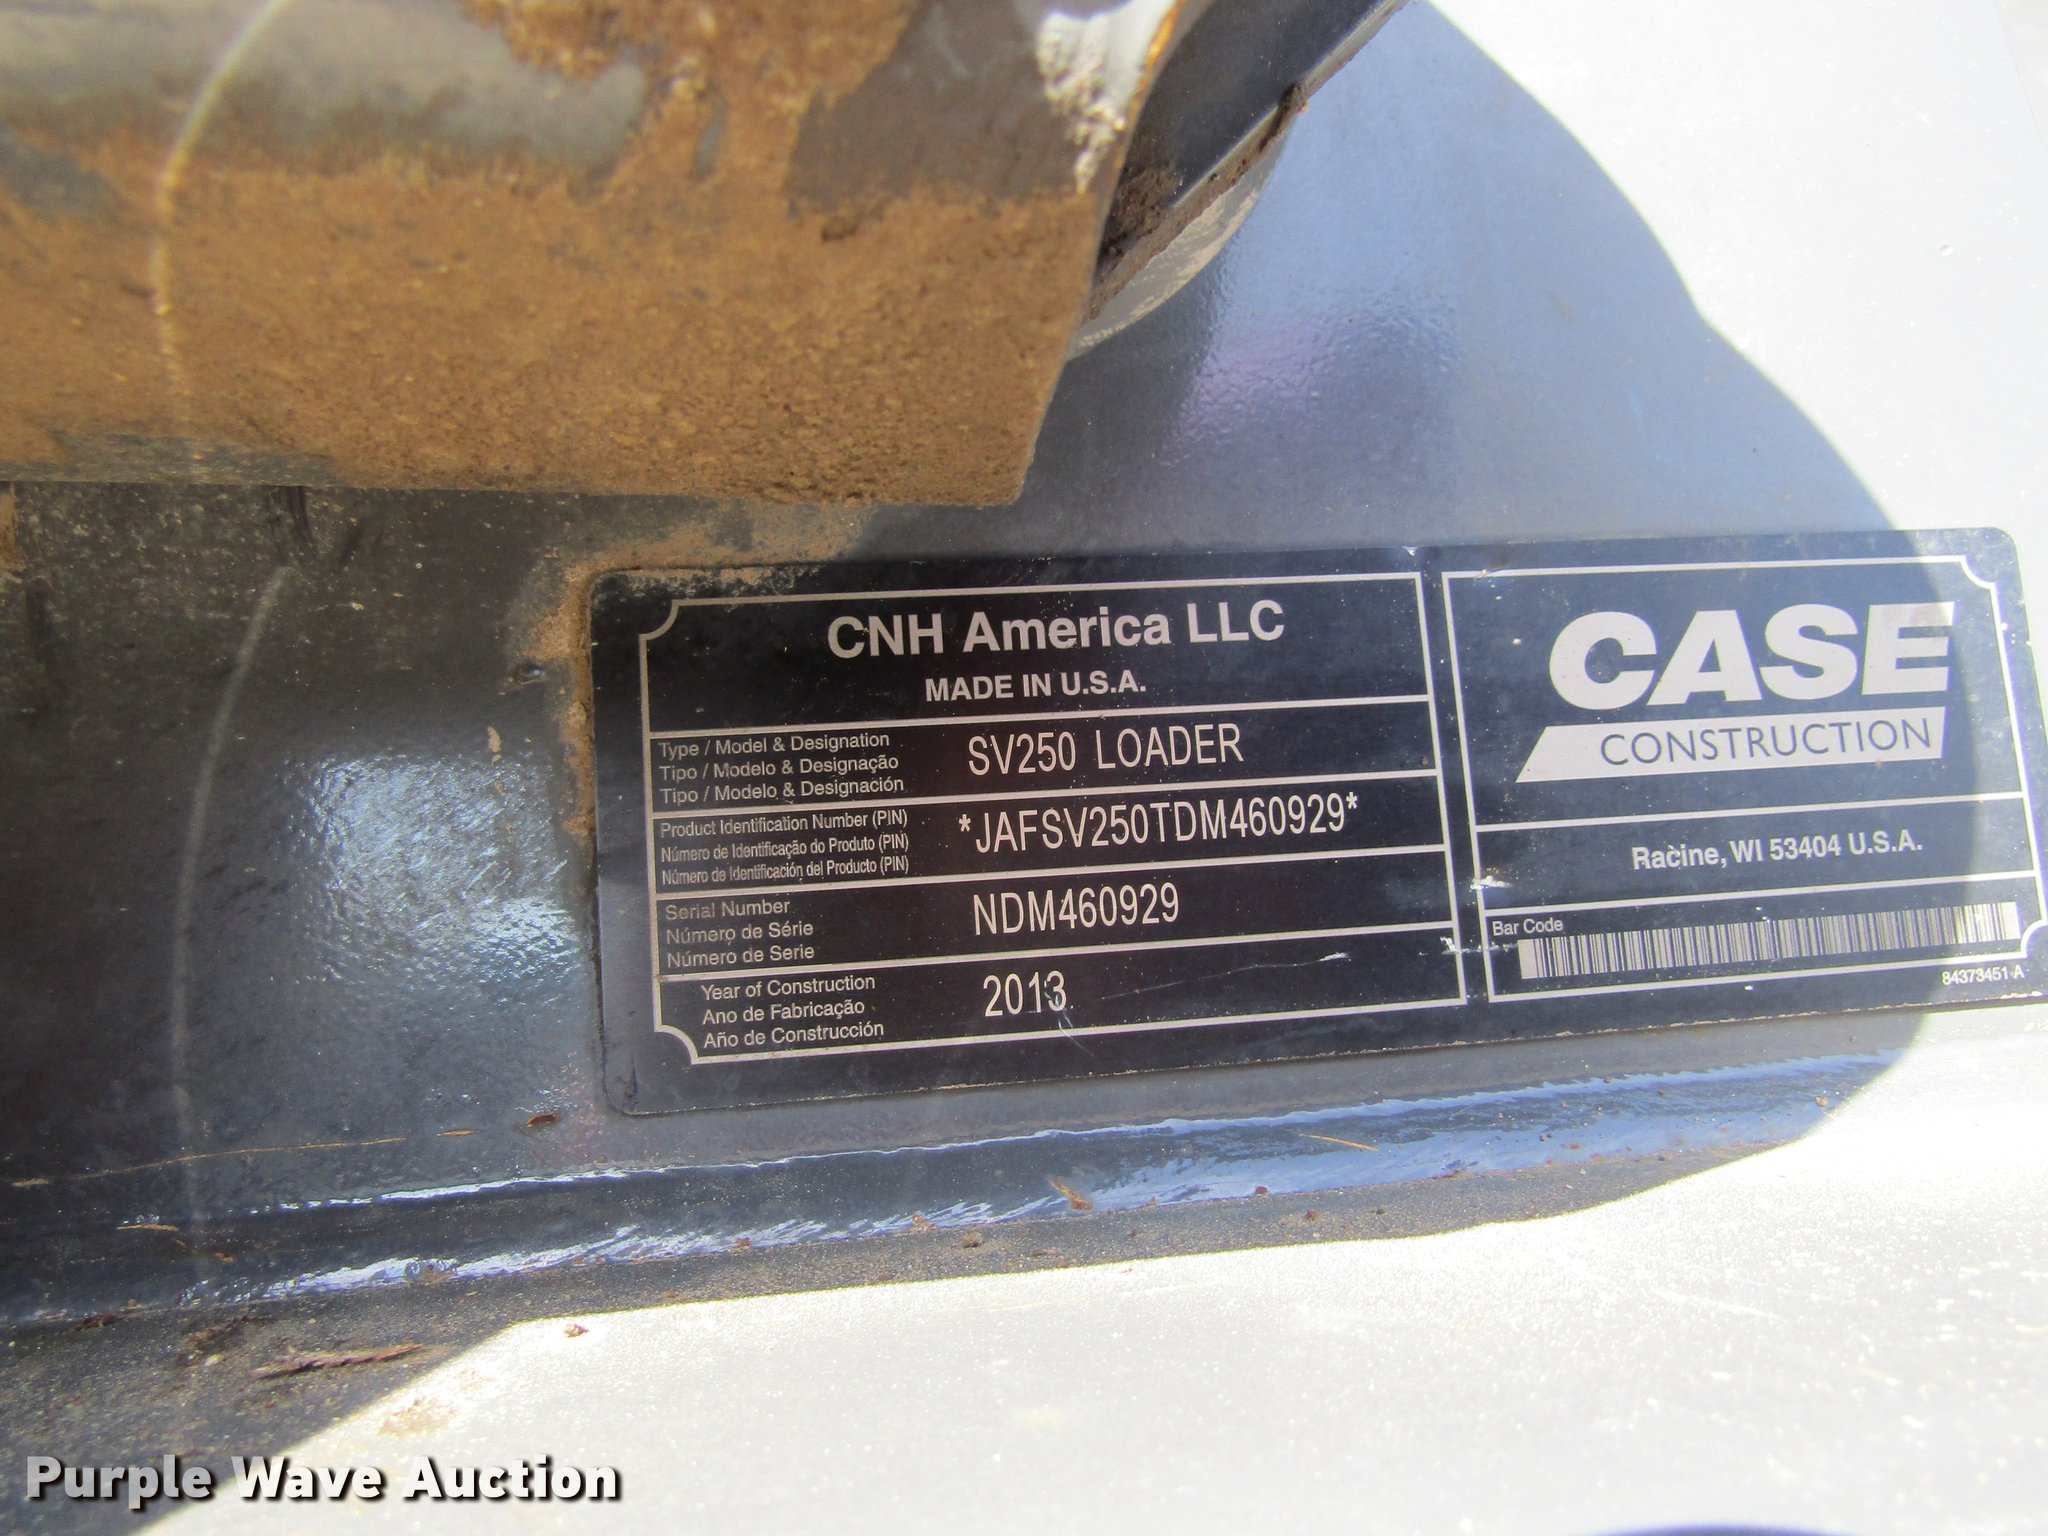 CNH America LLC
MADE IN U.S.A.
Type / Model & Designation
Tipo / Modelo & Designação
Tipo / Modelo & Designación
SV250 LOADER
Product Identification Number (PIN)
Número de Identificação do Produto (PIN)
Número de Identificación del Producto (PIN)
*JAFSV250TDM460929*
Serial Number
Número de Série
Número de Serie
NDM460929
Year of Construction
Ano de Fabricação
Año de Construcción
2013
CASE
CONSTRUCTION
Racine, WI 53404 U.S.A.
Bar Code
84373451 A
Purple Wave Auction